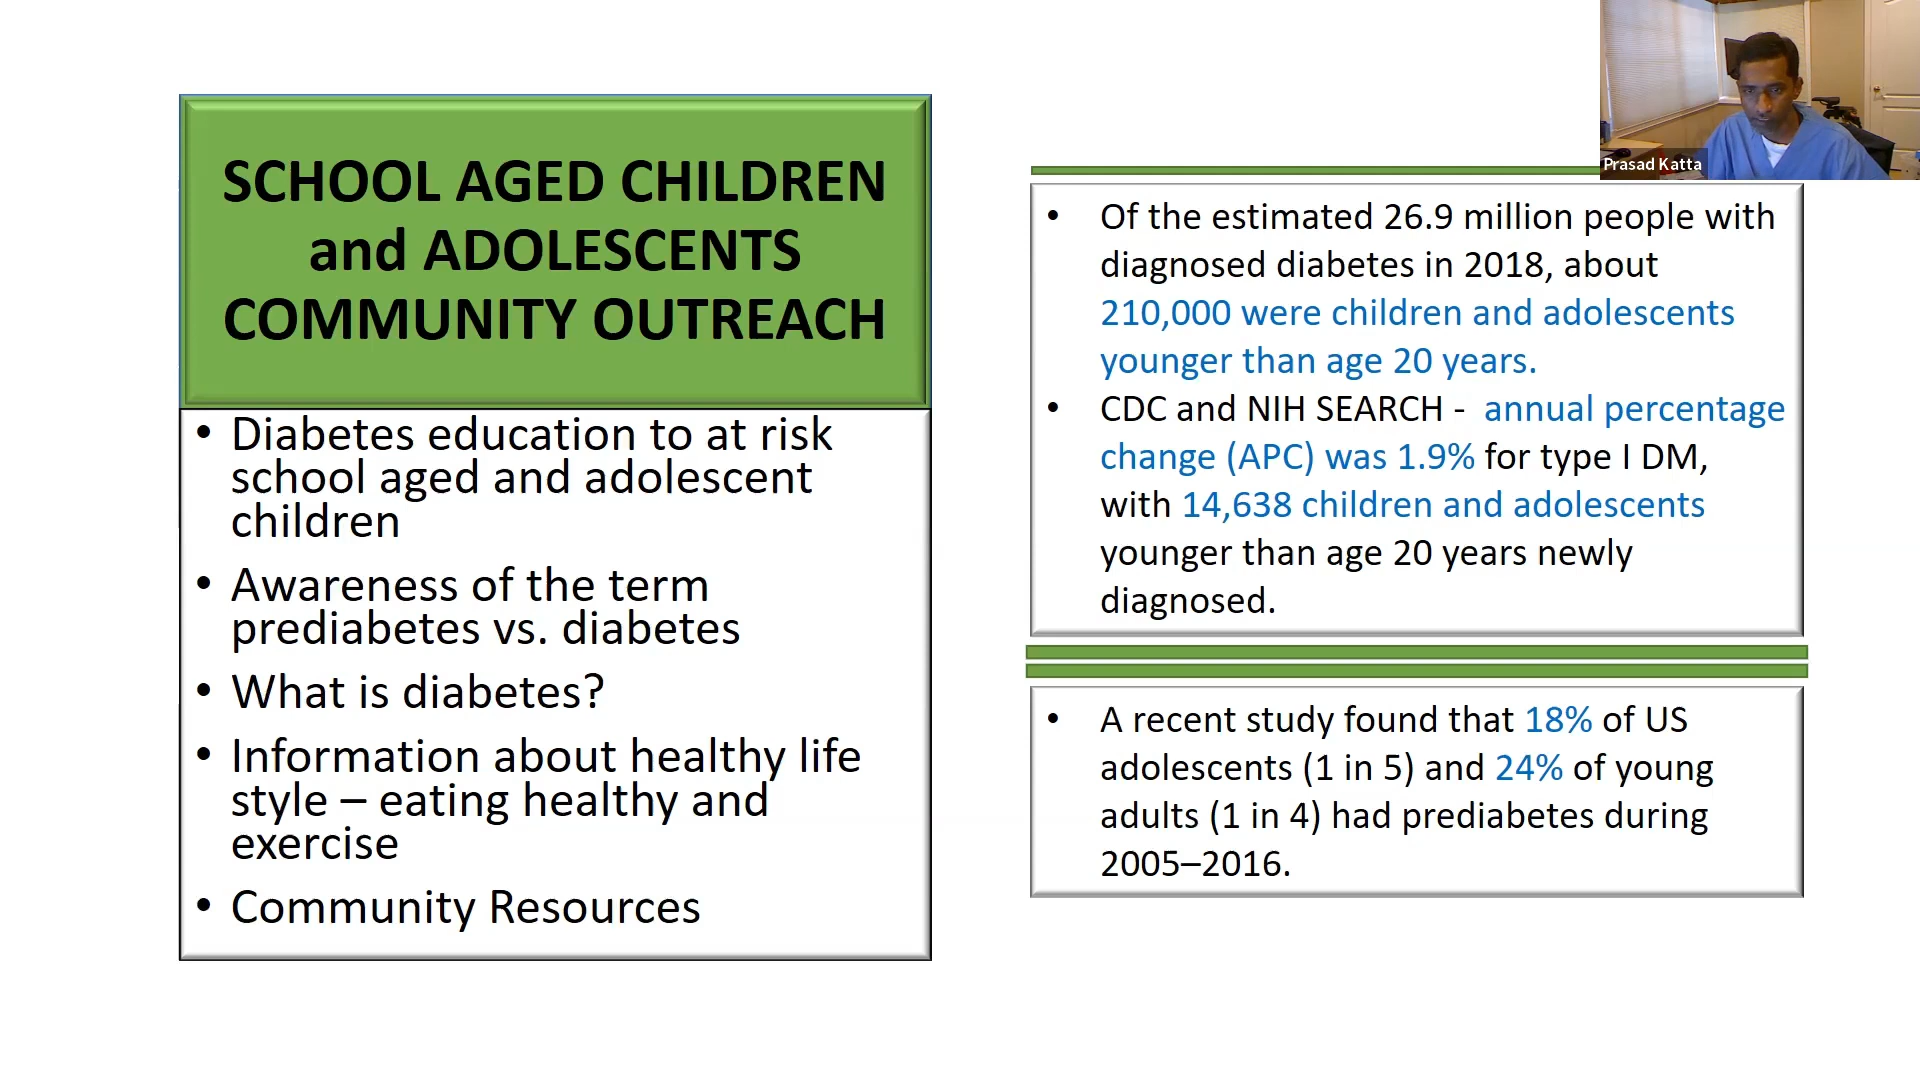 SCHOOL AGED CHILDREN
and ADOLESCENTS
COMMUNITY OUTREACH
• Diabetes education to at risk
school aged and adolescent
children
• Awareness of the term
prediabetes vs. diabetes
• What is diabetes?
• Information about healthy life
style – eating healthy and
exercise
• Community Resources
Prasad Katta
• Of the estimated 26.9 million people with
diagnosed diabetes in 2018, about
210,000 were children and adolescents
younger than age 20 years.
• CDC and NIH SEARCH - annual percentage
change (APC) was 1.9% for type I DM,
with 14,638 children and adolescents
younger than age 20 years newly
diagnosed.
• A recent study found that 18% of US
adolescents (1 in 5) and 24% of young
adults (1 in 4) had prediabetes during
2005–2016.